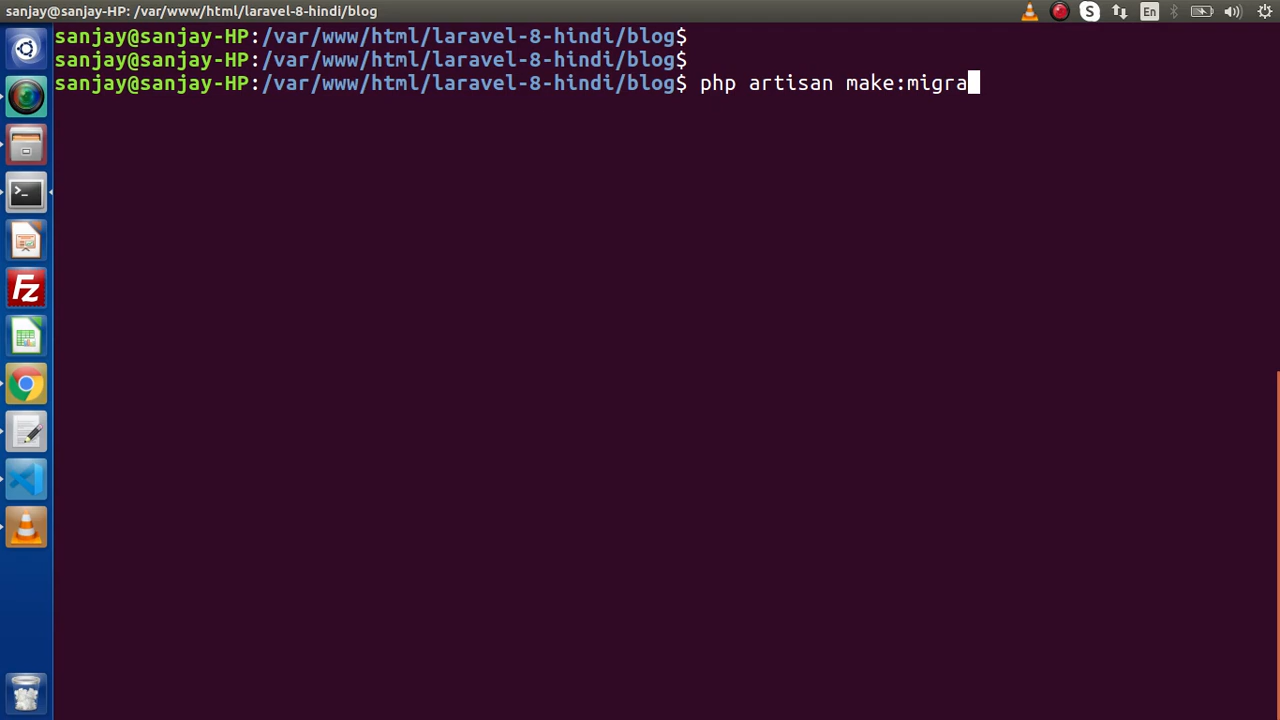 sanjay@sanjay-HP: /var/www/html/laravel-8-hindi/blog
S
En
sanjay@sanjay-HP:/var/www/html/laravel-8-hindi/blog$
sanjay@sanjay-HP:/var/www/html/laravel-8-hindi/blog$
sanjay@sanjay-HP:/var/www/html/laravel-8-hindi/blog$ php artisan make:migra
>_
Fz